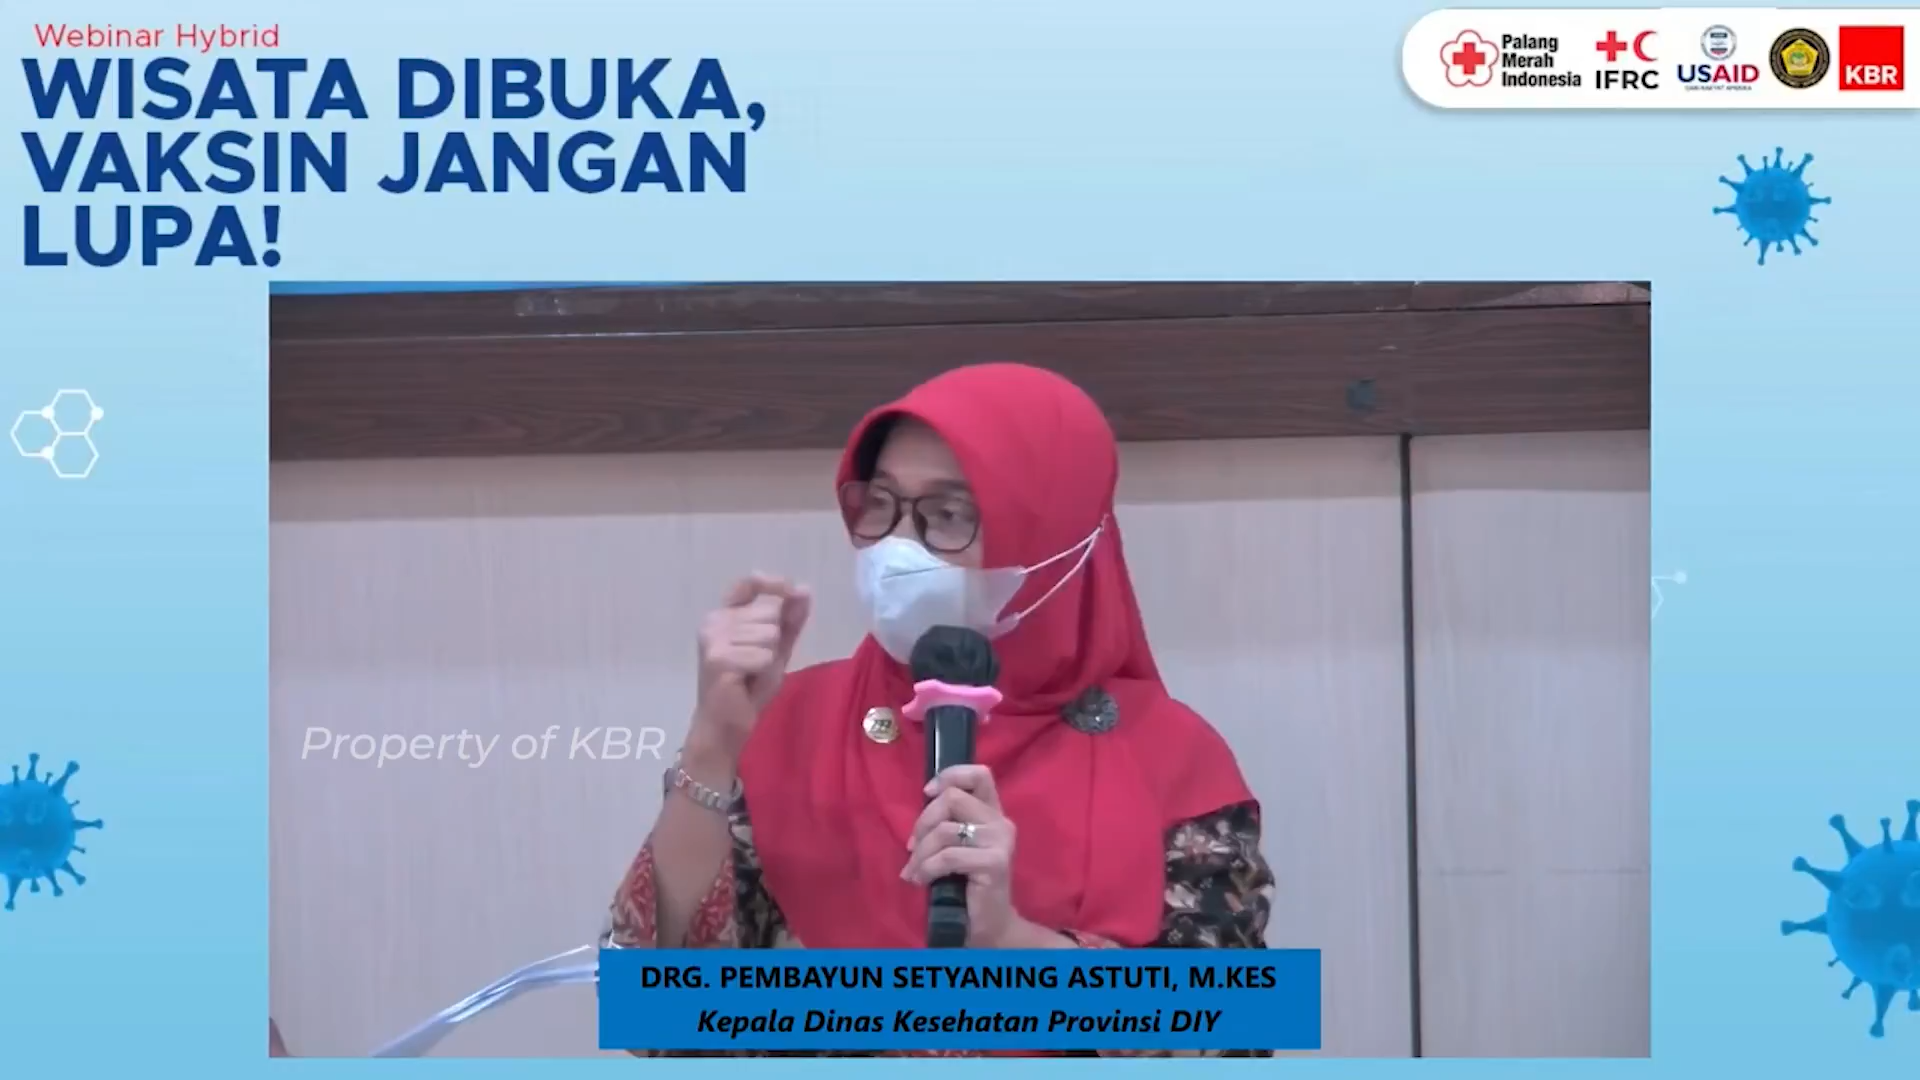 Webinar Hybrid
WISATA DIBUKA,
VAKSIN JANGAN
LUPA!
Palang
Merah
Indonesia
IFRC
USAID
KBR
Property of KBR
DRG. PEMBAYUN SETYANING ASTUTI, M.KES
Kepala Dinas Kesehatan Provinsi DIY